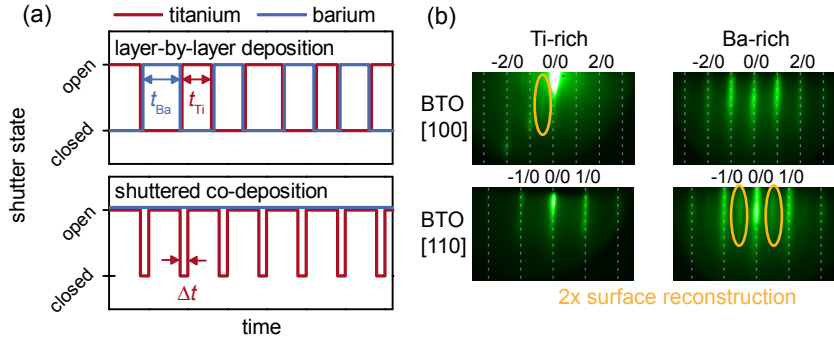 (a)
titanium
barium
layer-by-layer deposition
open
closed
t_Ba
t_Ti
shuttered co-deposition
open
closed
Δt
shutter state
time
(b)
Ti-rich
Ba-rich
-2/0 0/0 2/0
-2/0 0/0 2/0
BTO
[100]
-1/0 0/0 1/0
-1/0 0/0 1/0
BTO
[110]
2x surface reconstruction